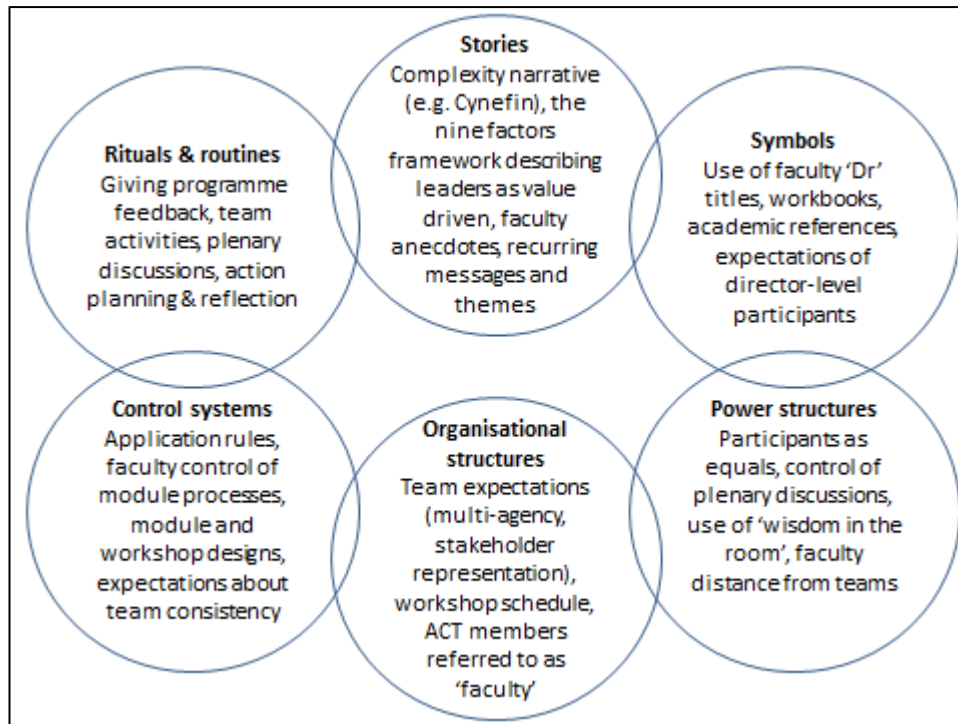 Stories
Complexity narrative
(e.g. Cynefin), the
nine factors
framework describing
leaders as value
driven, faculty
anecdotes, recurring
messages and
themes
Rituals & routines
Giving programme
feedback, team
activities, plenary
discussions, action
planning & reflection
Symbols
Use of faculty ‘Dr’
titles, workbooks,
academic references,
expectations of
director-level
participants
Control systems
Application rules,
faculty control of
module processes,
module and
workshop designs,
expectations about
team consistency
Organisational
structures
Team expectations
(multi-agency,
stakeholder
representation),
workshop schedule,
ACT members
referred to as
‘faculty’
Power structures
Participants as
equals, control of
plenary discussions,
use of ‘wisdom in the
room’, faculty
distance from teams